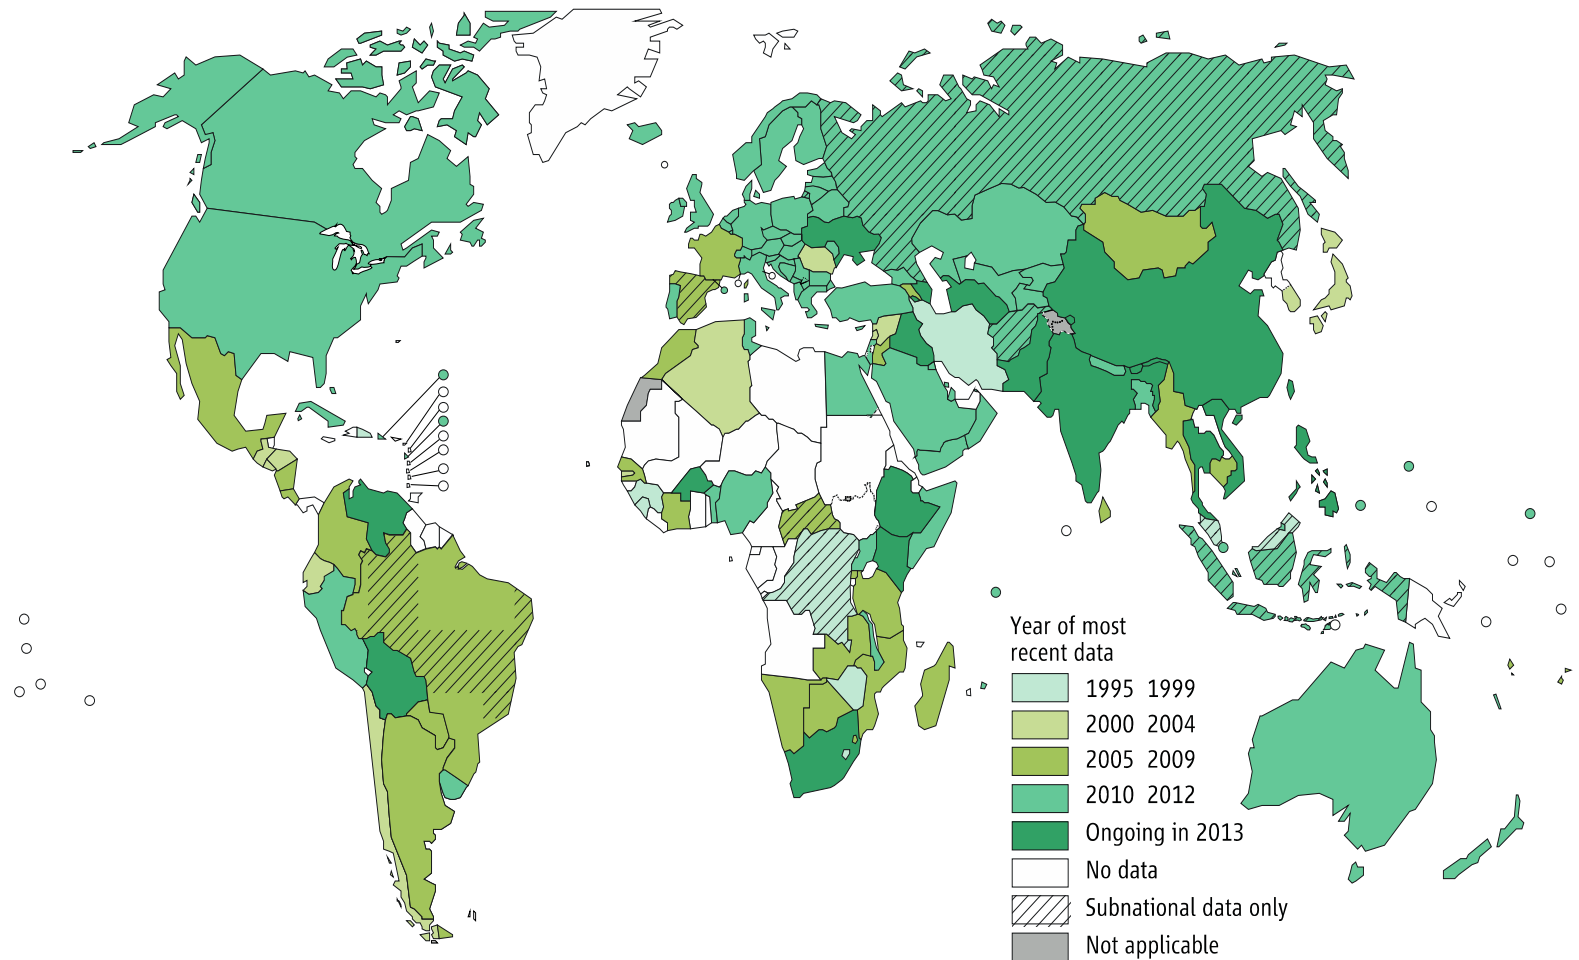 Year of most
recent data
1995 1999
2000 2004
2005 2009
2010 2012
Ongoing in 2013
No data
Subnational data only
Not applicable